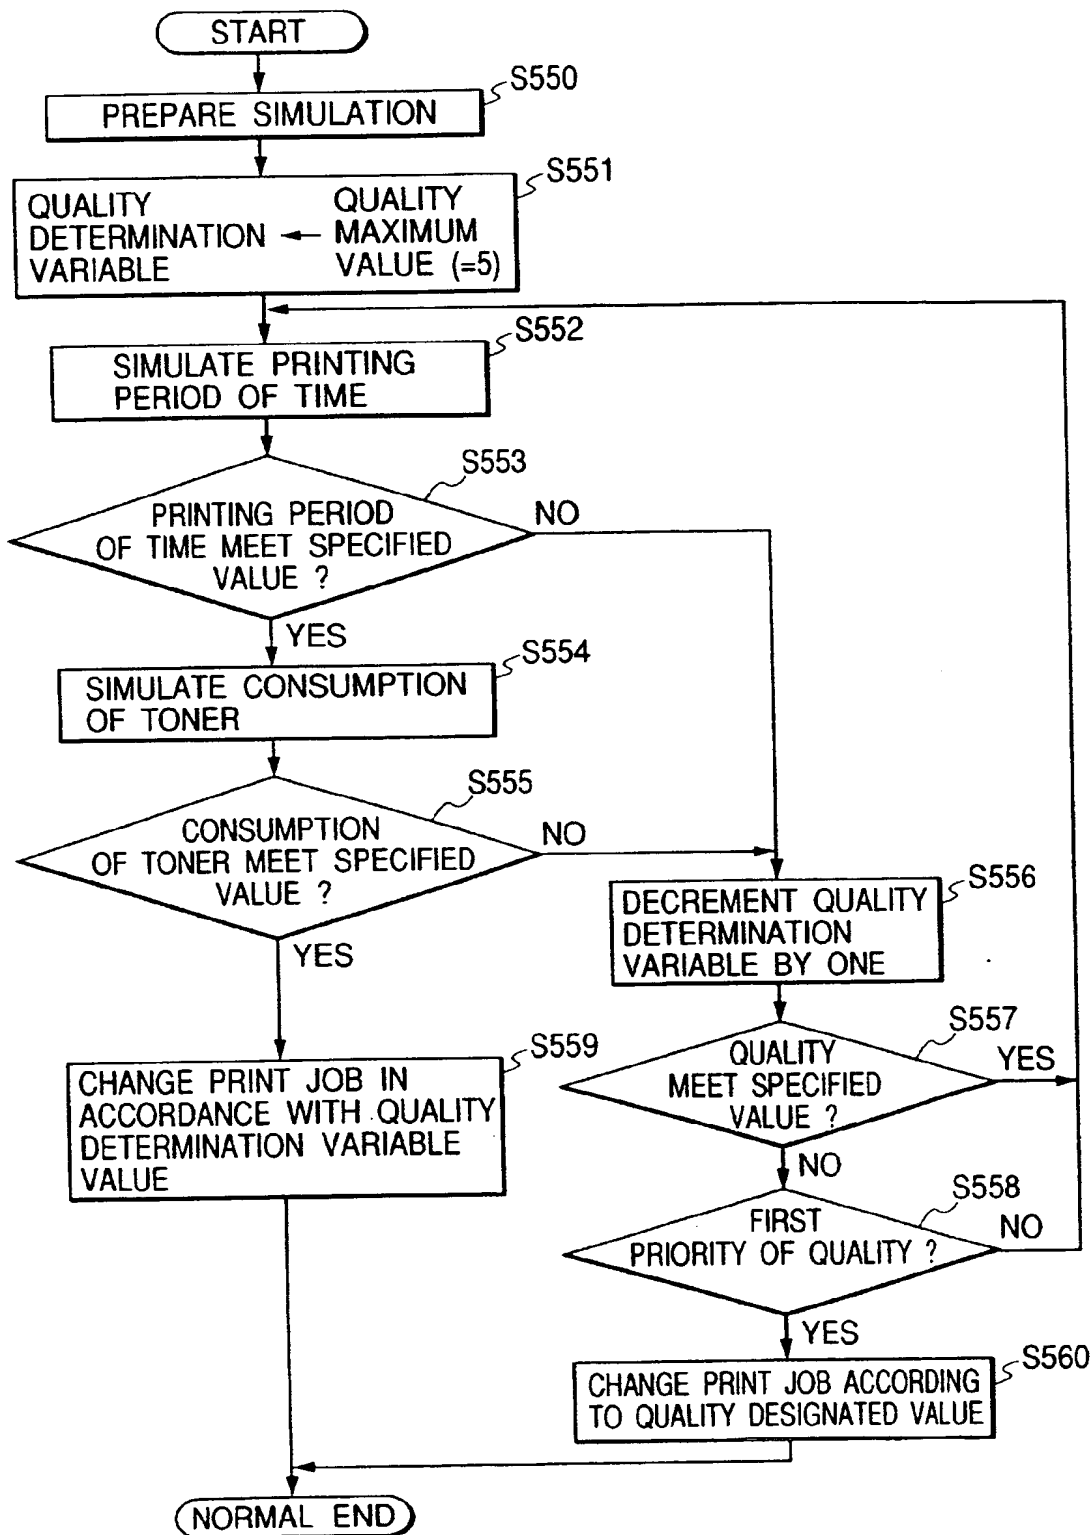 START
S550
PREPARE SIMULATION
S551
QUALITY
DETERMINATION
VARIABLE
←
QUALITY
MAXIMUM
VALUE (=5)
S552
SIMULATE PRINTING
PERIOD OF TIME
S553
PRINTING PERIOD
OF TIME MEET SPECIFIED
VALUE ?
NO
YES
S554
SIMULATE CONSUMPTION
OF TONER
S555
CONSUMPTION
OF TONER MEET SPECIFIED
VALUE ?
NO
YES
S556
DECREMENT QUALITY
DETERMINATION
VARIABLE BY ONE
S557
QUALITY
MEET SPECIFIED
VALUE ?
YES
NO
S558
FIRST
PRIORITY OF QUALITY ?
NO
YES
S559
CHANGE PRINT JOB IN
ACCORDANCE WITH QUALITY
DETERMINATION VARIABLE
VALUE
S560
CHANGE PRINT JOB ACCORDING
TO QUALITY DESIGNATED VALUE
NORMAL END